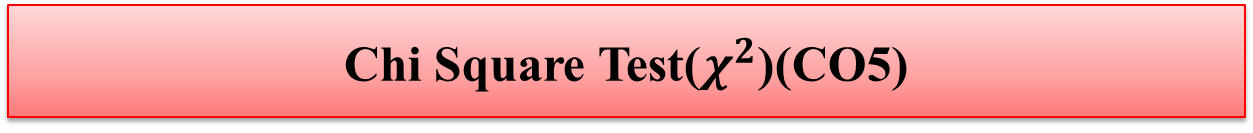 Chi Square Test(𝝌²)(CO5)